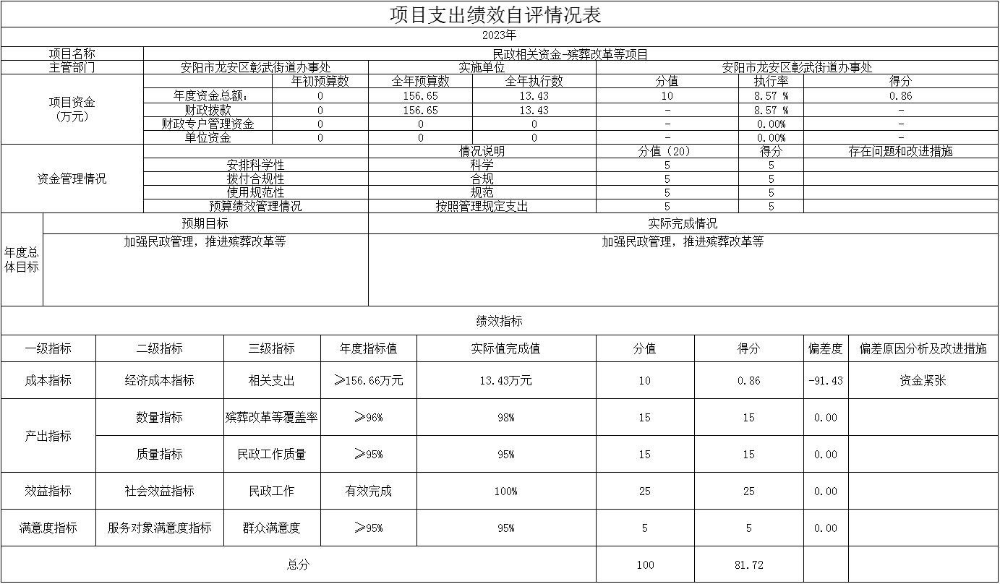 项目支出绩效自评情况表
2023年
项目名称 民政相关资金-殡葬改革等项目
主管部门 安阳市龙安区彰武街道办事处 实施单位 安阳市龙安区彰武街道办事处
项目资金
(万元) 年初预算数 全年预算数 全年执行数 分值 执行率 得分
年度资金总额: 0 156.65 13.43 10 8.57 % 0.86
财政拨款 0 156.65 13.43 - 8.57 % -
财政专户管理资金 0 0 0 - 0.00% -
单位资金 0 0 0 - 0.00% -
资金管理情况 情况说明 分值（20） 得分 存在问题和改进措施
安排科学性 科学 5 5
拨付合规性 合规 5 5
使用规范性 规范 5 5
预算绩效管理情况 按照管理规定支出 5 5
年度总
体目标 预期目标 实际完成情况
加强民政管理，推进殡葬改革等 加强民政管理，推进殡葬改革等
绩效指标
一级指标 二级指标 三级指标 年度指标值 实际值完成值 分值 得分 偏差度 偏差原因分析及改进措施
成本指标 经济成本指标 相关支出 ≥156.66万元 13.43万元 10 0.86 -91.43 资金紧张
产出指标 数量指标 殡葬改革等覆盖率 ≥96% 98% 15 15 0.00
质量指标 民政工作质量 ≥95% 95% 15 15 0.00
效益指标 社会效益指标 民政工作 有效完成 100% 25 25 0.00
满意度指标 服务对象满意度指标 群众满意度 ≥95% 95% 5 5 0.00
总分 100 81.72